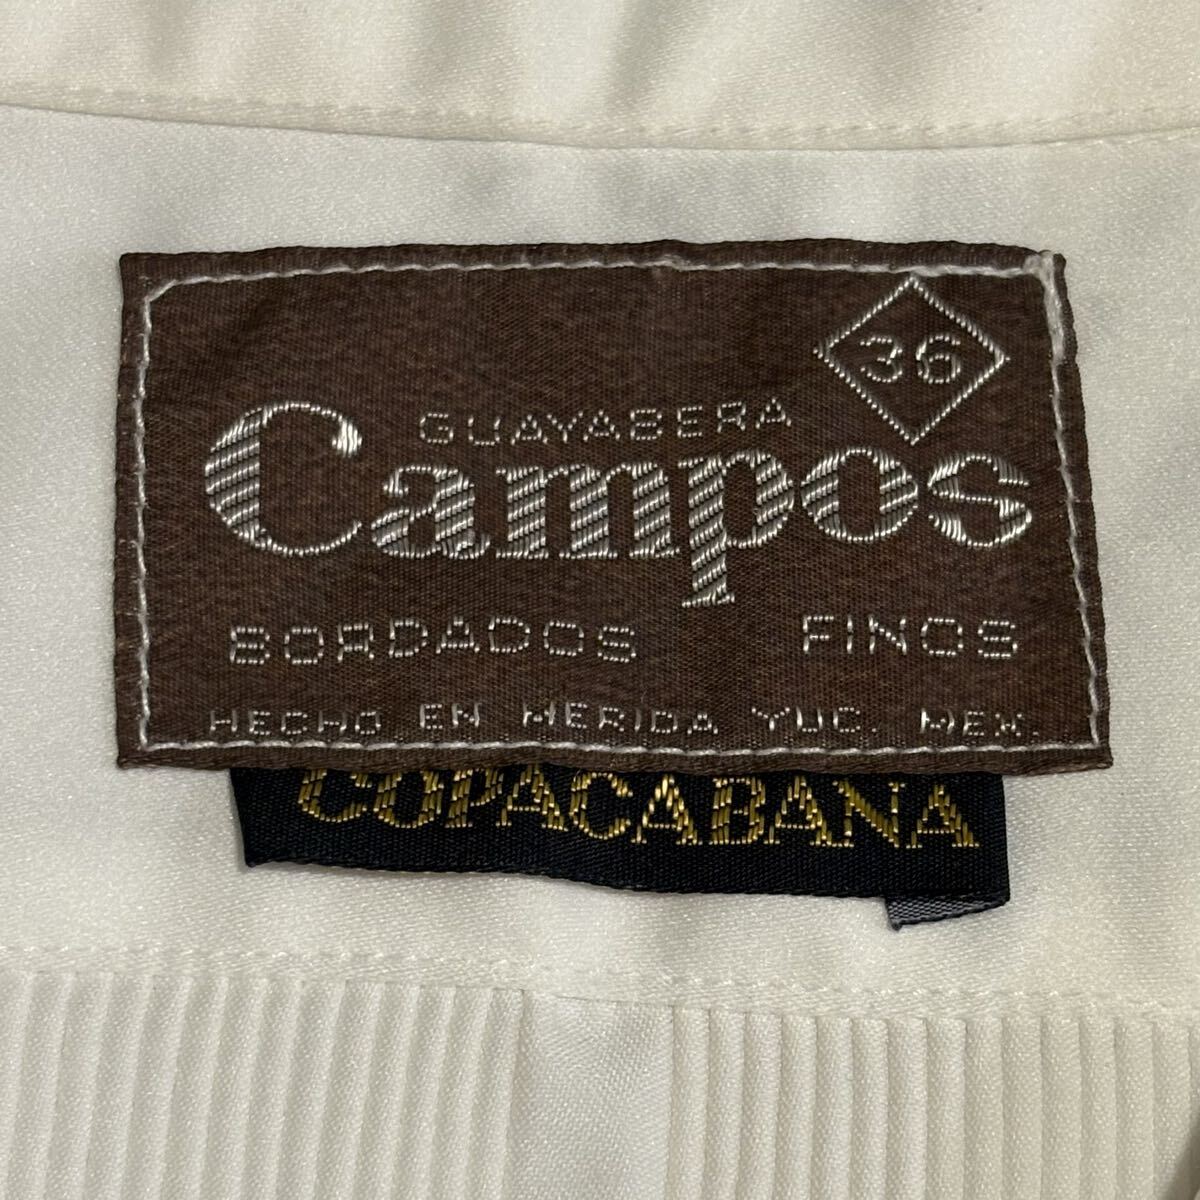 36
GUAYABERA
Campos
BORDADOS FINOS
HECHO EN MERIDA YUC. MEX.
COPACABANA